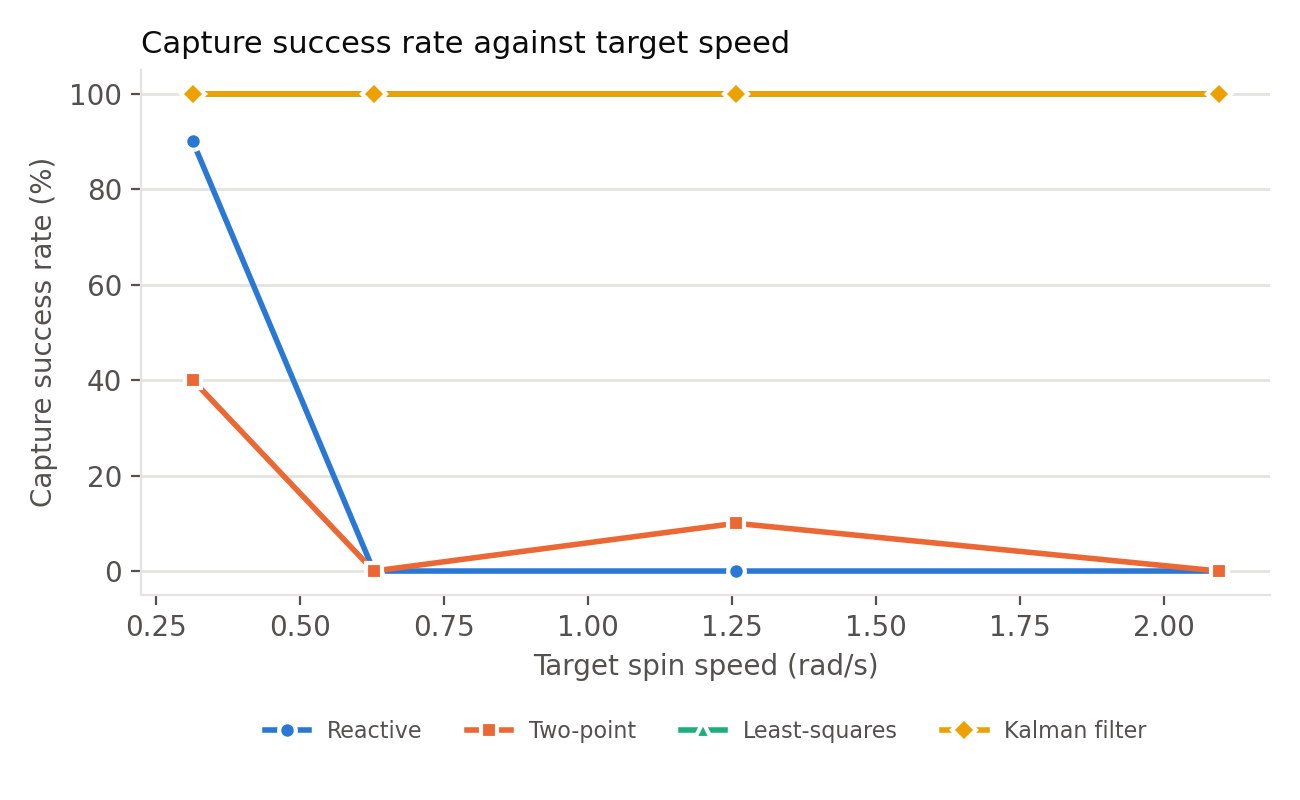 Capture success rate against target speed
Capture success rate (%)
100
80
60
40
20
0
0.25 0.50 0.75 1.00 1.25 1.50 1.75 2.00
Target spin speed (rad/s)
Reactive Two-point Least-squares Kalman filter